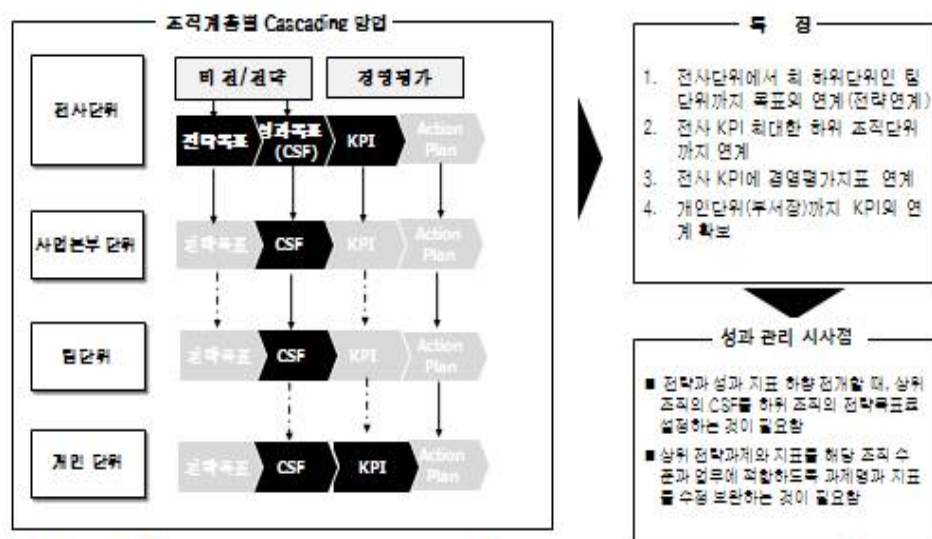 조직계층별 Cascading 방법
비전/전략
경영평가
전사단위
전략목표
성과목표
(CSF)
KPI
Action
Plan
사업본부 단위
전략목표
CSF
KPI
Action
Plan
팀단위
전략목표
CSF
KPI
Action
Plan
개인 단위
전략목표
CSF
KPI
Action
Plan
특 징
1. 전사단위에서 최 하위단위인 팀
단위까지 목표의 연계(전략연계)
2. 전사 KPI 최대한 하위 조직단위
까지 연계
3. 전사 KPI에 경영평가지표 연계
4. 개인단위(부서장)까지 KPI의 연
계 확보
성과 관리 시사점
■ 전략과 성과 지표 하향 전개할 때, 상위
조직의 CSF를 하위 조직의 전략목표로
설정하는 것이 필요함
■ 상위 전략과제와 지표를 해당 조직 수
준과 업무에 적합하도록 과제명과 지표
를 수정 보완하는 것이 필요함